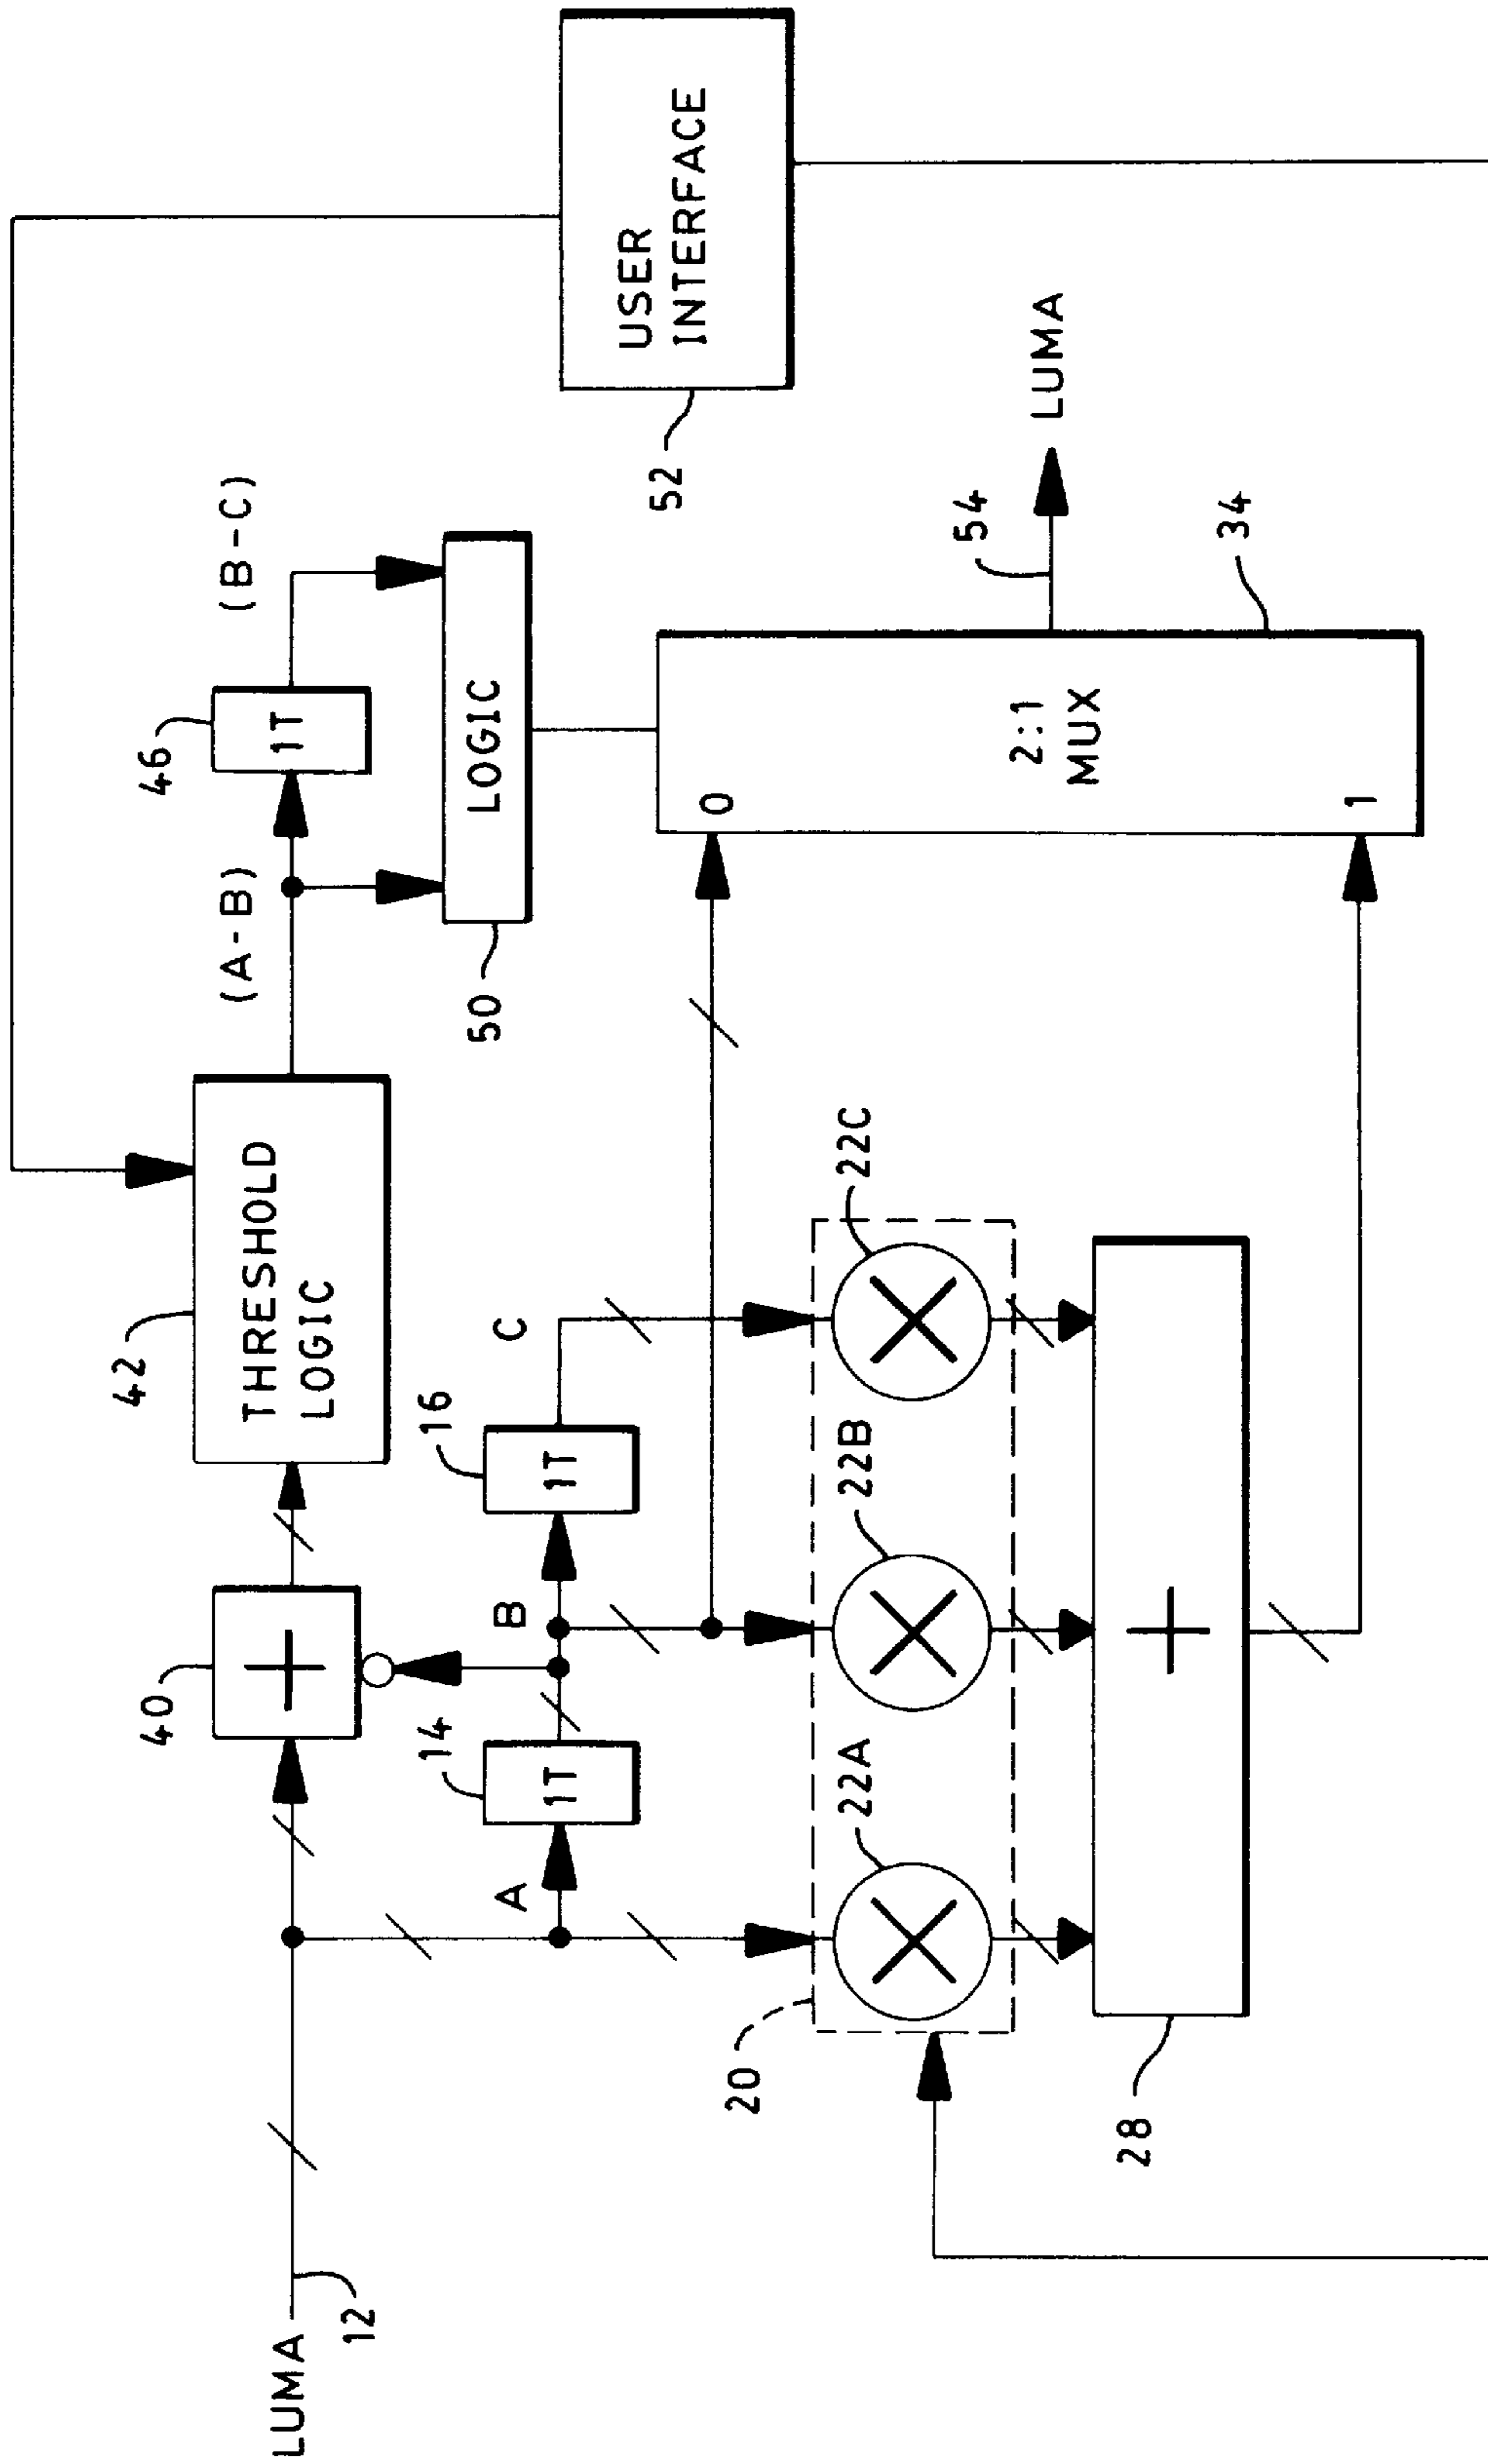 LUMA
12
40
+
42
THRESHOLD
LOGIC
(A-B)
46
1T
(B-C)
A
14
1T
B
16
1T
C
50
LOGIC
52
USER
INTERFACE
20
22A
22B
22C
0
2:1
MUX
1
54
LUMA
34
28
+